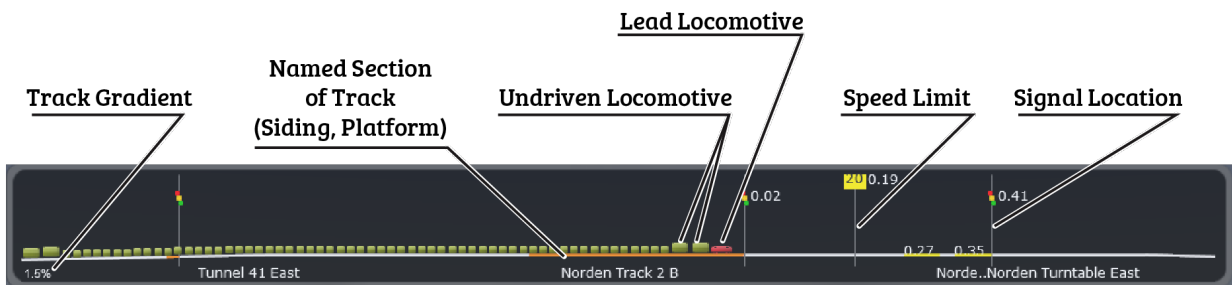 Lead Locomotive
Named Section
of Track
(Siding, Platform)
Track Gradient
Undriven Locomotive
Speed Limit
Signal Location
20 0.19
0.02
0.41
0.27
0.35
1.5%
Tunnel 41 East
Norden Track 2 B
Norde..Norden Turntable East